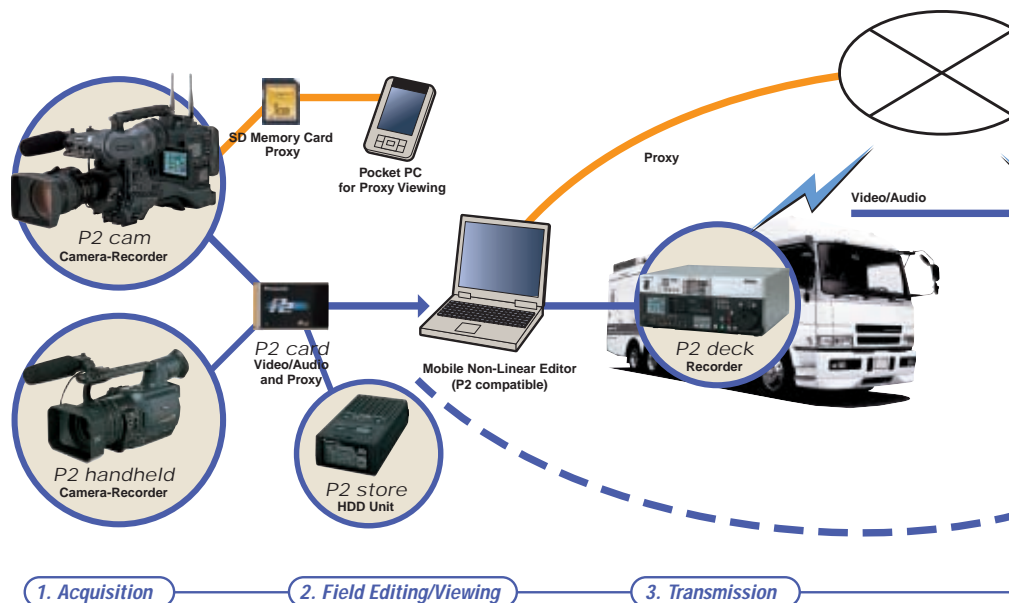 SD Memory Card
Proxy
Pocket PC
for Proxy Viewing
P2 cam
Camera-Recorder
Proxy
Video/Audio
P2 card
Video/Audio
and Proxy
Mobile Non-Linear Editor
(P2 compatible)
P2 deck
Recorder
P2 handheld
Camera-Recorder
P2 store
HDD Unit
1. Acquisition
2. Field Editing/Viewing
3. Transmission